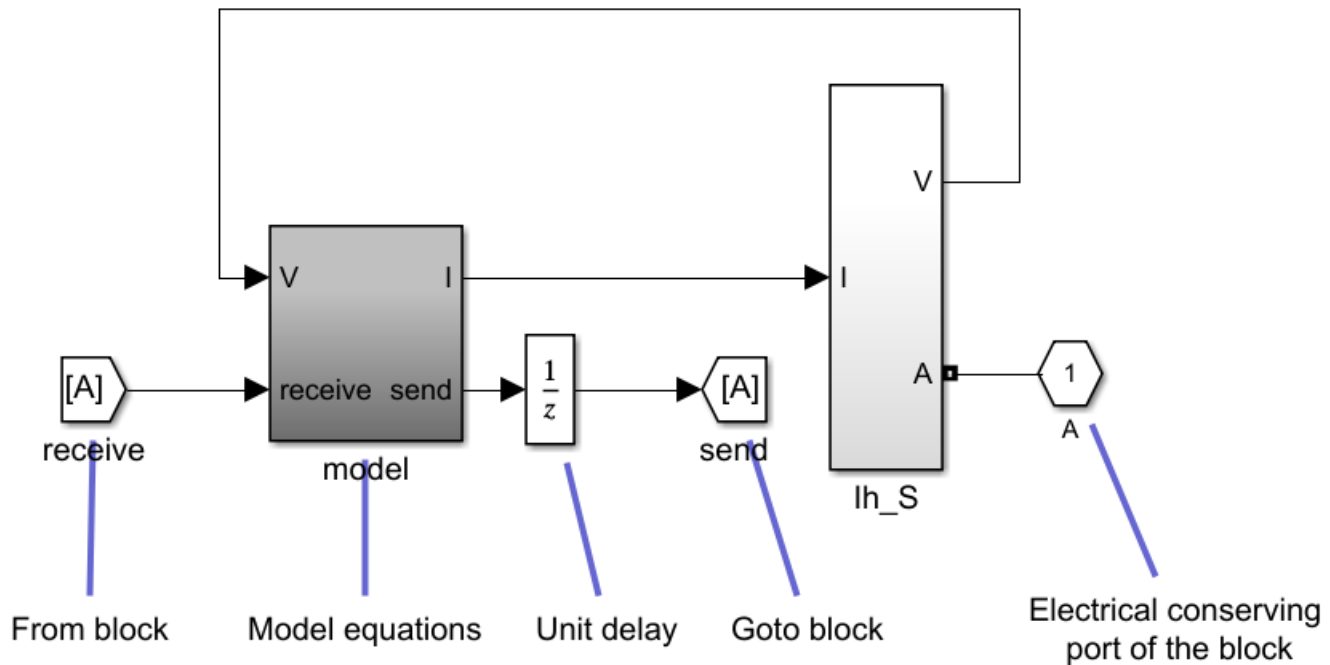 V
V
I
I
A
1
A
[A]
receive
receive
send
1
z
[A]
send
model
Ih_S
From block
Model equations
Unit delay
Goto block
Electrical conserving
port of the block